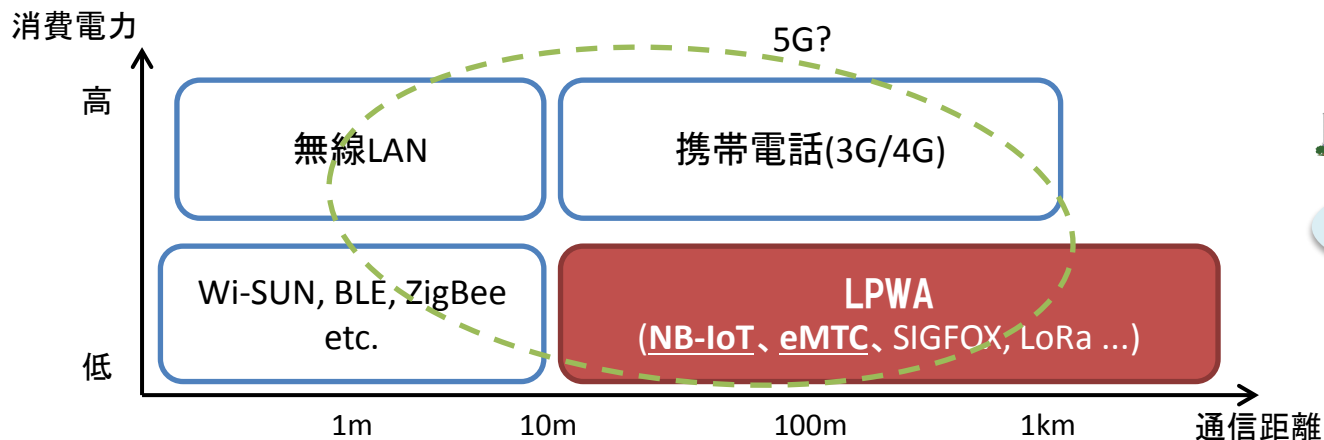 消費電力
5G?
高
無線LAN
携帯電話(3G/4G)
Wi-SUN, BLE, ZigBee
etc.
LPWA
(NB-IoT、eMTC、SIGFOX, LoRa ...)
低
1m
10m
100m
1km
通信距離